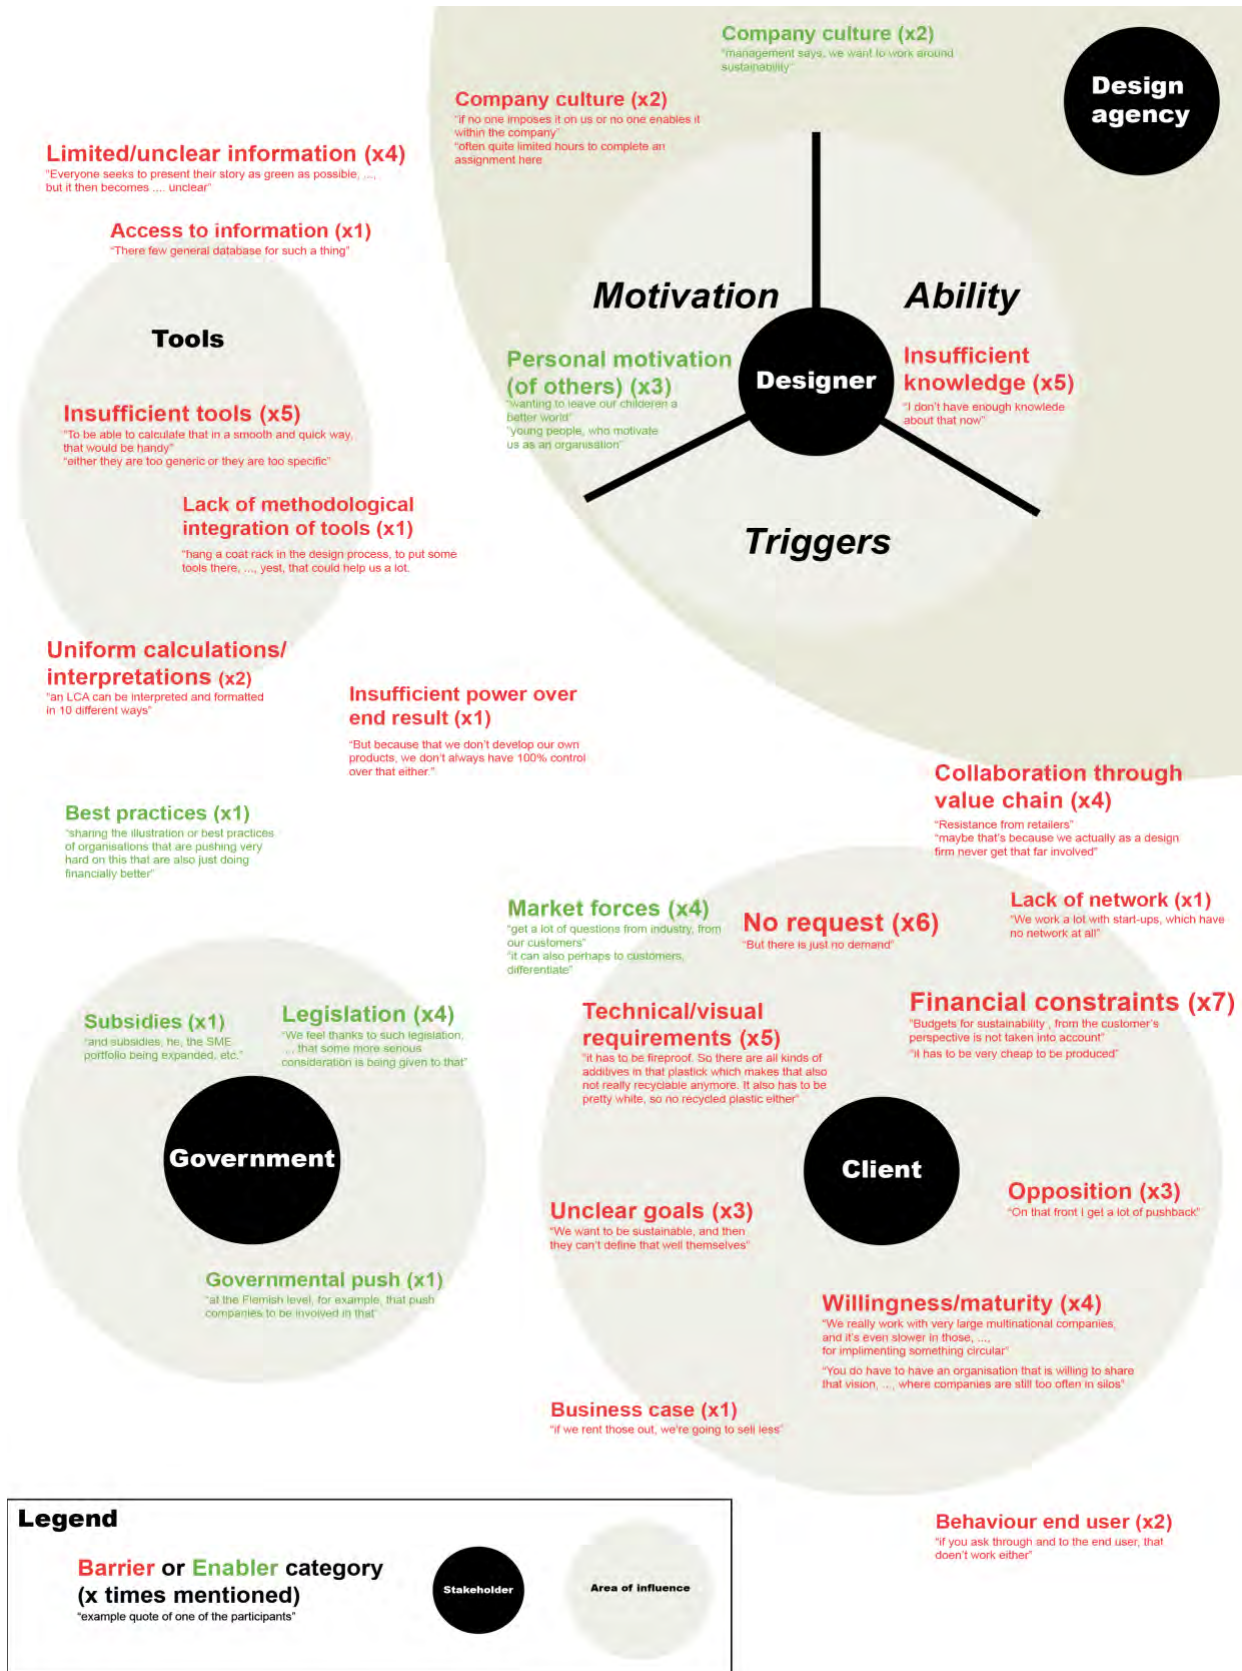 Company culture (x2)
"management says, we want to work around
sustainability"
Design
agency
Company culture (x2)
"if no one imposes it on us or no one enables it
within the company"
"often quite limited hours to complete an
assignment here
Limited/unclear information (x4)
"Everyone seeks to present their story as green as possible, ...,
but it then becomes .... unclear"
Access to information (x1)
"There few general database for such a thing"
Tools
Insufficient tools (x5)
"To be able to calculate that in a smooth and quick way,
that would be handy"
"either they are too generic or they are too specific"
Lack of methodological
integration of tools (x1)
"hang a coat rack in the design process, to put some
tools there, ..., yest, that could help us a lot.
Motivation
Ability
Personal motivation
(of others) (x3)
"wanting to leave our childeren a
better world"
"young people, who motivate
us as an organisation"
Designer
Insufficient
knowledge (x5)
"I don't have enough knowlede
about that now"
Triggers
Uniform calculations/
interpretations (x2)
"an LCA can be interpreted and formatted
in 10 different ways"
Insufficient power over
end result (x1)
"But because that we don't develop our own
products, we don't always have 100% control
over that either."
Best practices (x1)
"sharing the illustration or best practices
of organisations that are pushing very
hard on this that are also just doing
financially better"
Collaboration through
value chain (x4)
"Resistance from retailers"
"maybe that's because we actually as a design
firm never get that far involved"
Market forces (x4)
"get a lot of questions from industry, from
our customers"
"it can also perhaps to customers,
differentiate"
No request (x6)
"But there is just no demand"
Lack of network (x1)
"We work a lot with start-ups, which have
no network at all"
Subsidies (x1)
"and subsidies, he, the SME
portfolio being expanded, etc."
Legislation (x4)
"We feel thanks to such legislation,
..., that some more serious
consideration is being given to that"
Government
Governmental push (x1)
"at the Flemish level, for example, that push
companies to be involved in that"
Technical/visual
requirements (x5)
"it has to be fireproof. So there are all kinds of
additives in that plastick which makes that also
not really recyclable anymore. It also has to be
pretty white, so no recycled plastic either"
Financial constraints (x7)
"Budgets for sustainability , from the customer's
perspective is not taken into account"
"it has to be very cheap to be produced"
Client
Unclear goals (x3)
"We want to be sustainable, and then
they can't define that well themselves"
Opposition (x3)
"On that front i get a lot of pushback"
Willingness/maturity (x4)
"We really work with very large multinational companies,
and it's even slower in those, ...,
for implimenting something circular"
"You do have to have an organisation that is willing to share
that vision, ..., where companies are still too often in silos"
Business case (x1)
"if we rent those out, we're going to sell less"
Behaviour end user (x2)
"if you ask through and to the end user, that
doen't work either"
Legend
Barrier or Enabler category
(x times mentioned)
"example quote of one of the participants"
Stakeholder
Area of influence